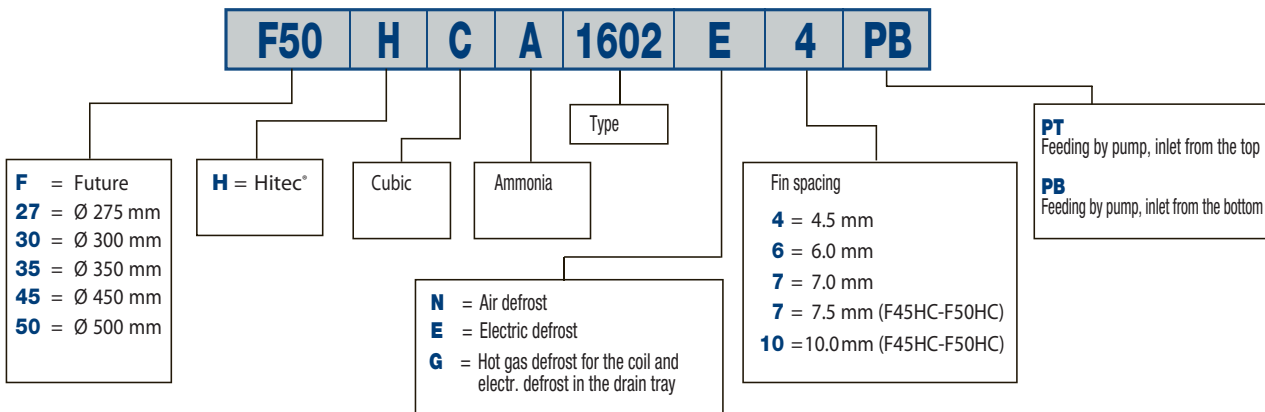 F50 H C A 1602 E 4 PB
F = Future
27 = Ø 275 mm
30 = Ø 300 mm
35 = Ø 350 mm
45 = Ø 450 mm
50 = Ø 500 mm
H = Hitec®
Cubic
Ammonia
Type
N = Air defrost
E = Electric defrost
G = Hot gas defrost for the coil and
electr. defrost in the drain tray
Fin spacing
4 = 4.5 mm
6 = 6.0 mm
7 = 7.0 mm
7 = 7.5 mm (F45HC-F50HC)
10 =10.0 mm (F45HC-F50HC)
PT
Feeding by pump, inlet from the top
PB
Feeding by pump, inlet from the bottom